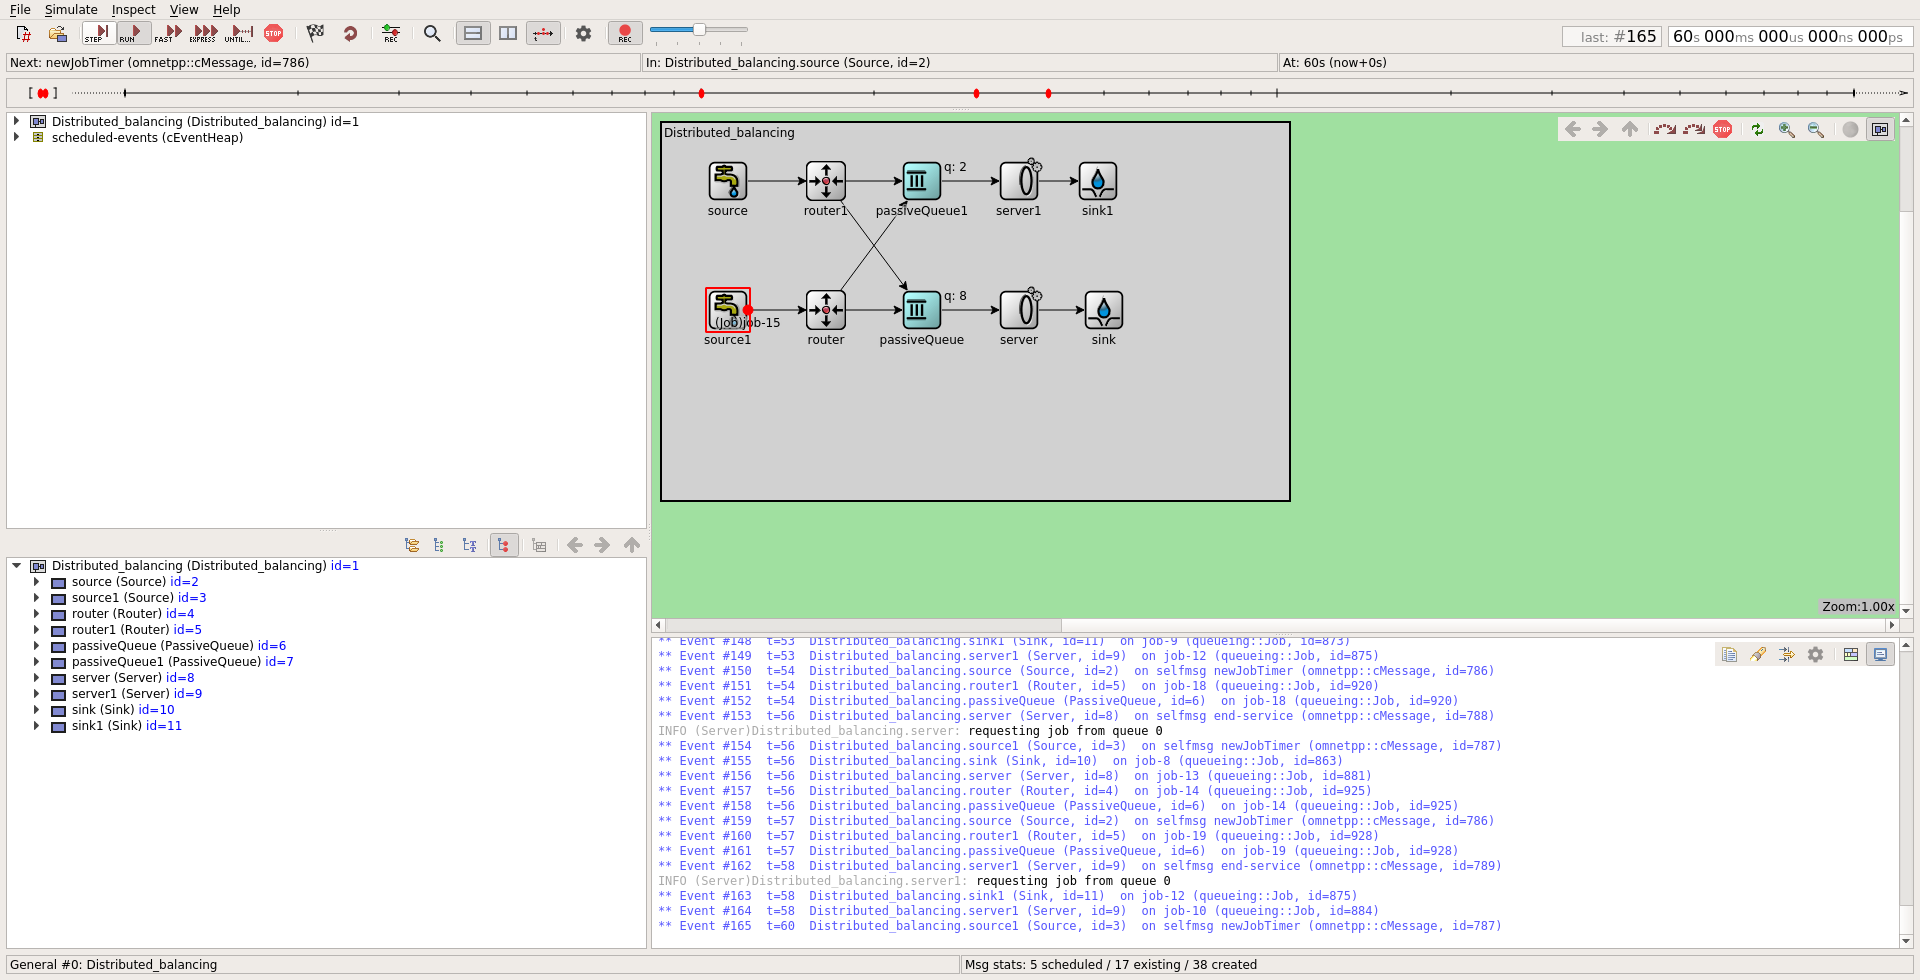 File Simulate Inspect View Help
STEP RUN FAST EXPRESS UNTIL... STOP REC REC
last: #165 60s 000ms 000us 000ns 000ps
Next: newJobTimer (omnetpp::cMessage, id=786) In: Distributed_balancing.source (Source, id=2) At: 60s (now+0s)
Distributed_balancing (Distributed_balancing) id=1
scheduled-events (cEventHeap)
Distributed_balancing
STOP
q: 2
source router1 passiveQueue1 server1 sink1
q: 8
(Job)job-15
source1 router passiveQueue server sink
Zoom:1.00x
Distributed_balancing (Distributed_balancing) id=1
source (Source) id=2
source1 (Source) id=3
router (Router) id=4
router1 (Router) id=5
passiveQueue (PassiveQueue) id=6
passiveQueue1 (PassiveQueue) id=7
server (Server) id=8
server1 (Server) id=9
sink (Sink) id=10
sink1 (Sink) id=11
** Event #148 t=53 Distributed_balancing.sink1 (Sink, id=11) on job-9 (queueing::Job, id=873)
** Event #149 t=53 Distributed_balancing.server1 (Server, id=9) on job-12 (queueing::Job, id=875)
** Event #150 t=54 Distributed_balancing.source (Source, id=2) on selfmsg newJobTimer (omnetpp::cMessage, id=786)
** Event #151 t=54 Distributed_balancing.router1 (Router, id=5) on job-18 (queueing::Job, id=920)
** Event #152 t=54 Distributed_balancing.passiveQueue (PassiveQueue, id=6) on job-18 (queueing::Job, id=920)
** Event #153 t=56 Distributed_balancing.server (Server, id=8) on selfmsg end-service (omnetpp::cMessage, id=788)
INFO (Server)Distributed_balancing.server: requesting job from queue 0
** Event #154 t=56 Distributed_balancing.source1 (Source, id=3) on selfmsg newJobTimer (omnetpp::cMessage, id=787)
** Event #155 t=56 Distributed_balancing.sink (Sink, id=10) on job-8 (queueing::Job, id=863)
** Event #156 t=56 Distributed_balancing.server (Server, id=8) on job-13 (queueing::Job, id=881)
** Event #157 t=56 Distributed_balancing.router (Router, id=4) on job-14 (queueing::Job, id=925)
** Event #158 t=56 Distributed_balancing.passiveQueue (PassiveQueue, id=6) on job-14 (queueing::Job, id=925)
** Event #159 t=57 Distributed_balancing.source (Source, id=2) on selfmsg newJobTimer (omnetpp::cMessage, id=786)
** Event #160 t=57 Distributed_balancing.router1 (Router, id=5) on job-19 (queueing::Job, id=928)
** Event #161 t=57 Distributed_balancing.passiveQueue (PassiveQueue, id=6) on job-19 (queueing::Job, id=928)
** Event #162 t=58 Distributed_balancing.server1 (Server, id=9) on selfmsg end-service (omnetpp::cMessage, id=789)
INFO (Server)Distributed_balancing.server1: requesting job from queue 0
** Event #163 t=58 Distributed_balancing.sink1 (Sink, id=11) on job-12 (queueing::Job, id=875)
** Event #164 t=58 Distributed_balancing.server1 (Server, id=9) on job-10 (queueing::Job, id=884)
** Event #165 t=60 Distributed_balancing.source1 (Source, id=3) on selfmsg newJobTimer (omnetpp::cMessage, id=787)
General #0: Distributed_balancing Msg stats: 5 scheduled / 17 existing / 38 created